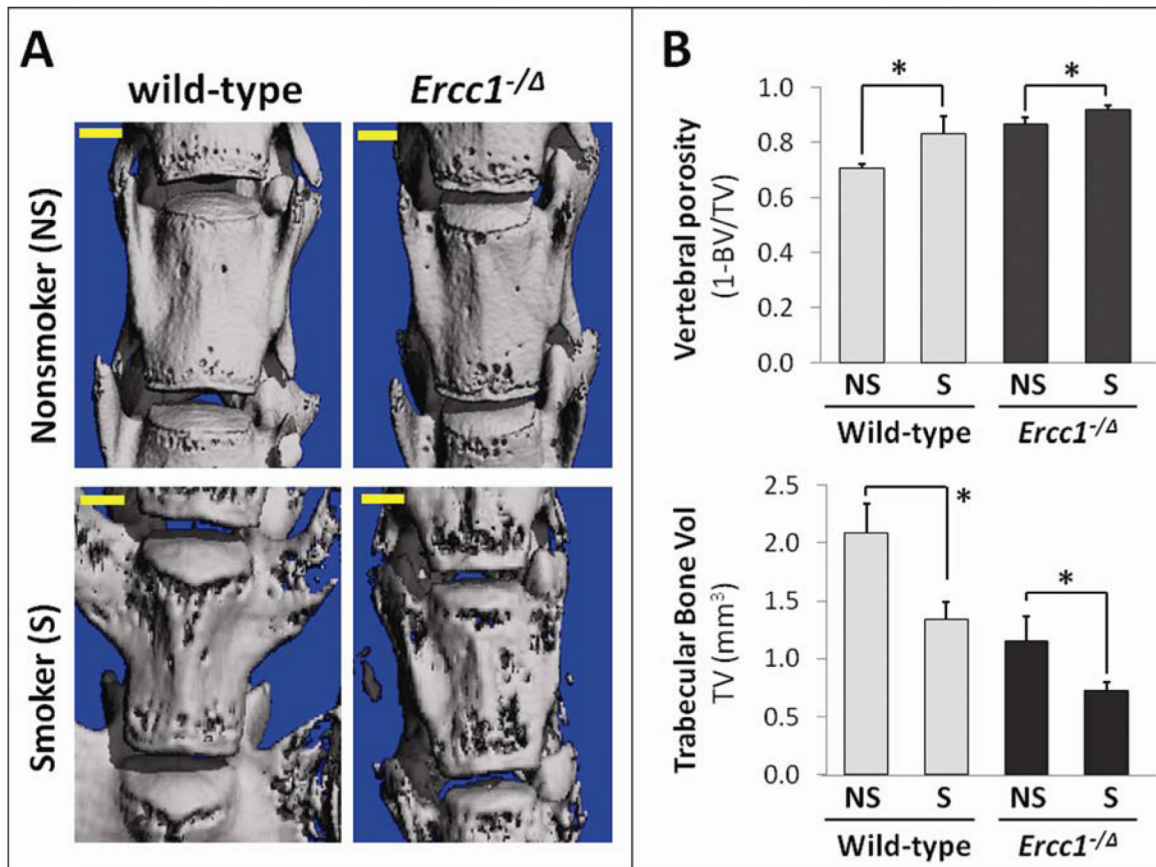 A
wild-type
Ercc1⁻/Δ
Nonsmoker (NS)
Smoker (S)
B
Vertebral porosity
(1-BV/TV)
1.0
0.8
0.6
0.4
0.2
0.0
*
*
NS
S
NS
S
Wild-type
Ercc1⁻/Δ
Trabecular Bone Vol
TV (mm³)
2.5
2.0
1.5
1.0
0.5
0.0
*
*
NS
S
NS
S
Wild-type
Ercc1⁻/Δ